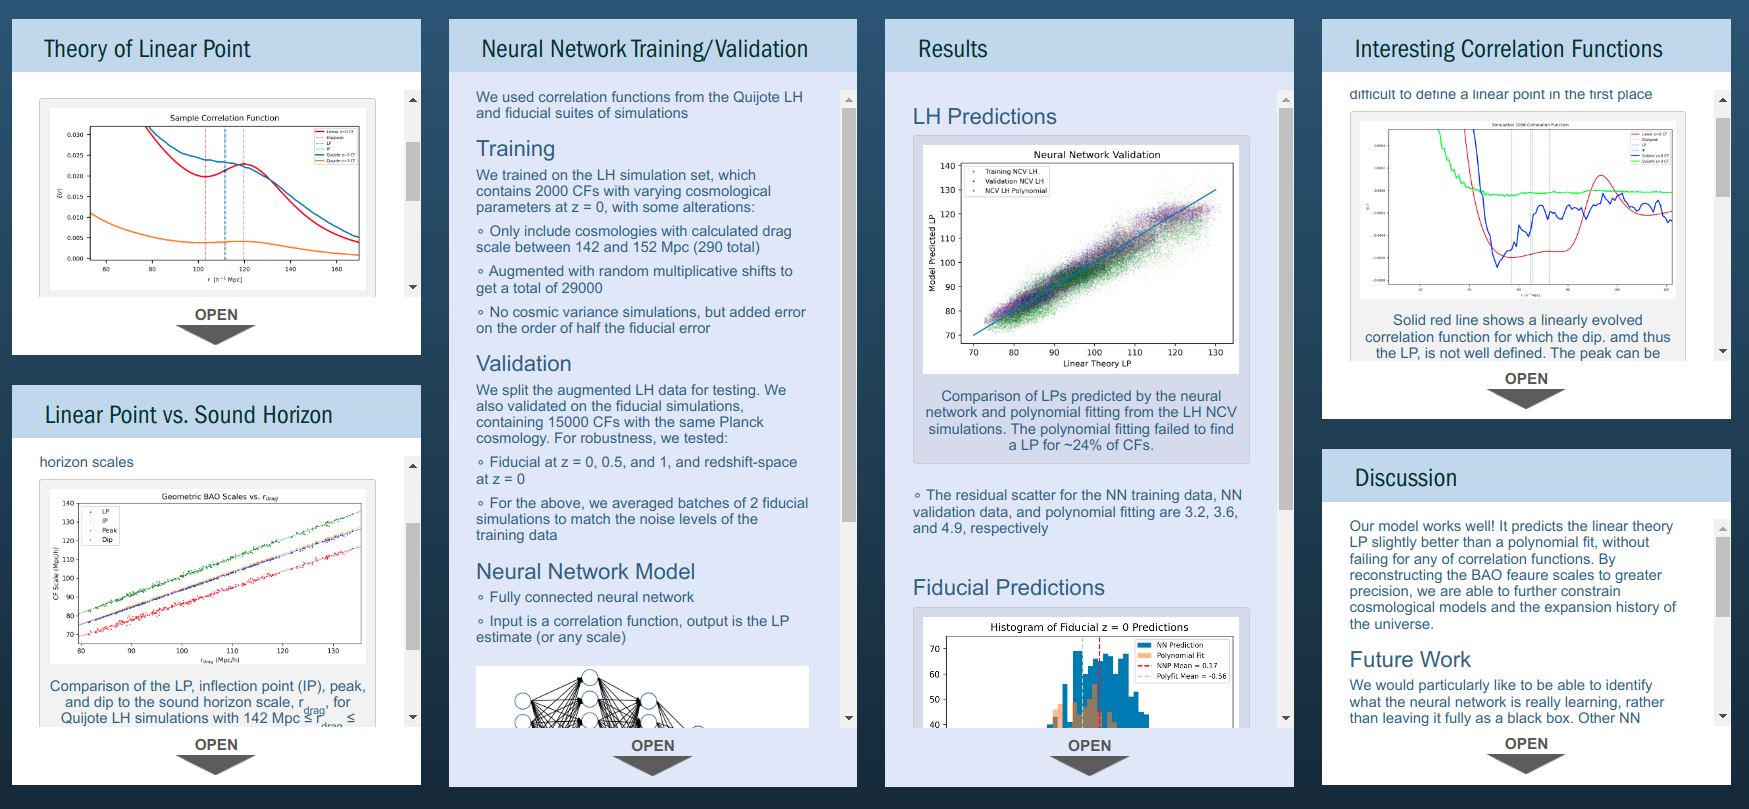 Theory of Linear Point
Sample Correlation Function
Linear z=0 CF
Dip/peak
LP
IP
Quijote z=0 CF
Quijote z=3 CF
0.030
0.025
0.020
0.015
0.010
0.005
0.000
60
80
100
120
140
160
r [h⁻¹ Mpc]
OPEN
Linear Point vs. Sound Horizon
horizon scales
Geometric BAO Scales vs. r_drag
LP
IP
Peak
Dip
CF Scale (Mpc/h)
140
130
120
110
100
90
80
70
80
90
100
110
120
130
r_drag (Mpc/h)
Comparison of the LP, inflection point (IP), peak,
and dip to the sound horizon scale, r_drag, for
Quijote LH simulations with 142 Mpc ≤ r_drag ≤
OPEN
Neural Network Training/Validation
We used correlation functions from the Quijote LH
and fiducial suites of simulations
Training
We trained on the LH simulation set, which
contains 2000 CFs with varying cosmological
parameters at z = 0, with some alterations:
◦ Only include cosmologies with calculated drag
scale between 142 and 152 Mpc (290 total)
◦ Augmented with random multiplicative shifts to
get a total of 29000
◦ No cosmic variance simulations, but added error
on the order of half the fiducial error
Validation
We split the augmented LH data for testing. We
also validated on the fiducial simulations,
containing 15000 CFs with the same Planck
cosmology. For robustness, we tested:
◦ Fiducial at z = 0, 0.5, and 1, and redshift-space
at z = 0
◦ For the above, we averaged batches of 2 fiducial
simulations to match the noise levels of the
training data
Neural Network Model
◦ Fully connected neural network
◦ Input is a correlation function, output is the LP
estimate (or any scale)
OPEN
Results
LH Predictions
Neural Network Validation
Training NCV LH
Validation NCV LH
NCV LH Polynomial
Model Predicted LP
140
130
120
110
100
90
80
70
70
80
90
100
110
120
130
Linear Theory LP
Comparison of LPs predicted by the neural
network and polynomial fitting from the LH NCV
simulations. The polynomial fitting failed to find
a LP for ~24% of CFs.
◦ The residual scatter for the NN training data, NN
validation data, and polynomial fitting are 3.2, 3.6,
and 4.9, respectively
Fiducial Predictions
Histogram of Fiducial z = 0 Predictions
NN Prediction
Polynomial Fit
NNP Mean = 0.17
Polyfit Mean = -0.56
70
60
50
40
OPEN
Interesting Correlation Functions
difficult to define a linear point in the first place
Solid red line shows a linearly evolved
correlation function for which the dip. amd thus
the LP, is not well defined. The peak can be
OPEN
Discussion
Our model works well! It predicts the linear theory
LP slightly better than a polynomial fit, without
failing for any of correlation functions. By
reconstructing the BAO feaure scales to greater
precision, we are able to further constrain
cosmological models and the expansion history of
the universe.
Future Work
We would particularly like to be able to identify
what the neural network is really learning, rather
than leaving it fully as a black box. Other NN
OPEN